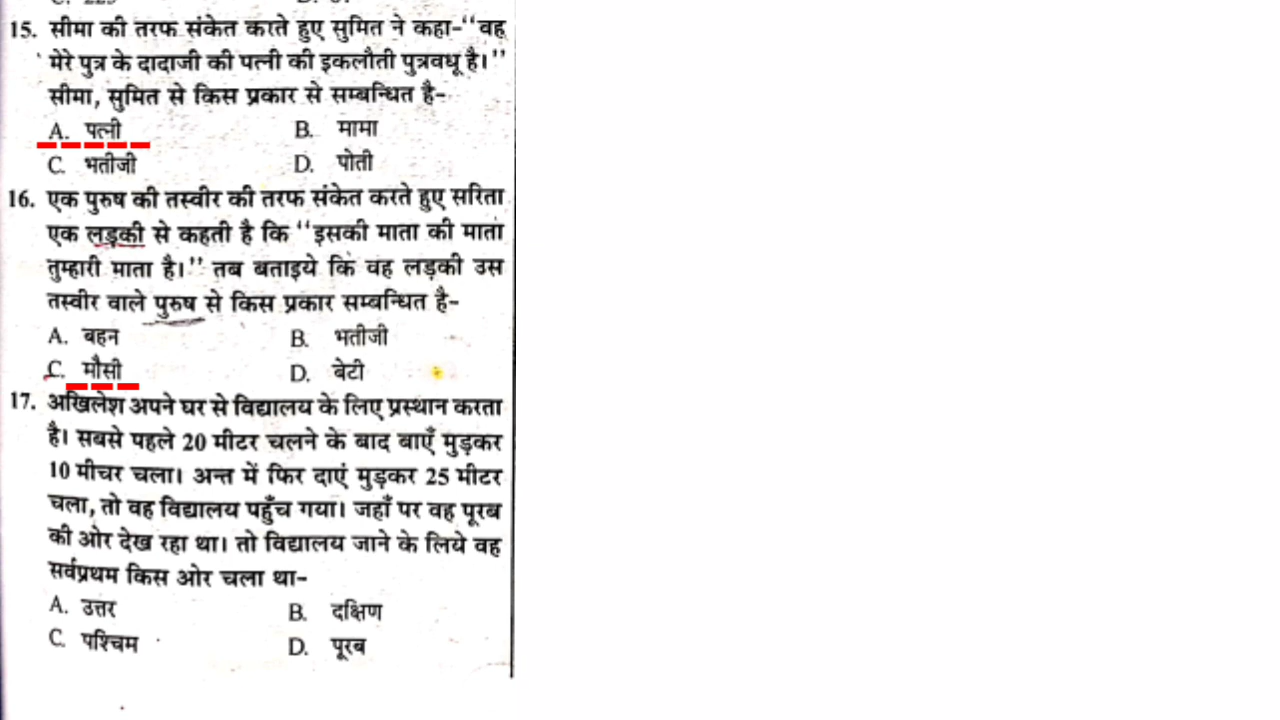 15. सीमा की तरफ संकेत करते हुए सुमित ने कहा-"वह
मेरे पुत्र के दादाजी की पत्नी की इकलौती पुत्रवधू है।"
सीमा, सुमित से किस प्रकार से सम्बन्धित है-
A. पत्नी B. मामा
C. भतीजी D. पोती
16. एक पुरुष की तस्वीर की तरफ संकेत करते हुए सरिता
एक लड़की से कहती है कि "इसकी माता की माता
तुम्हारी माता है।" तब बताइये कि वह लड़की उस
तस्वीर वाले पुरुष से किस प्रकार सम्बन्धित है-
A. बहन B. भतीजी
C. मौसी D. बेटी
17. अखिलेश अपने घर से विद्यालय के लिए प्रस्थान करता
है। सबसे पहले 20 मीटर चलने के बाद बाएँ मुड़कर
10 मीचर चला। अन्त में फिर दाएं मुड़कर 25 मीटर
चला, तो वह विद्यालय पहुँच गया। जहाँ पर वह पूरब
की ओर देख रहा था। तो विद्यालय जाने के लिये वह
सर्वप्रथम किस ओर चला था-
A. उत्तर B. दक्षिण
C. पश्चिम D. पूरब